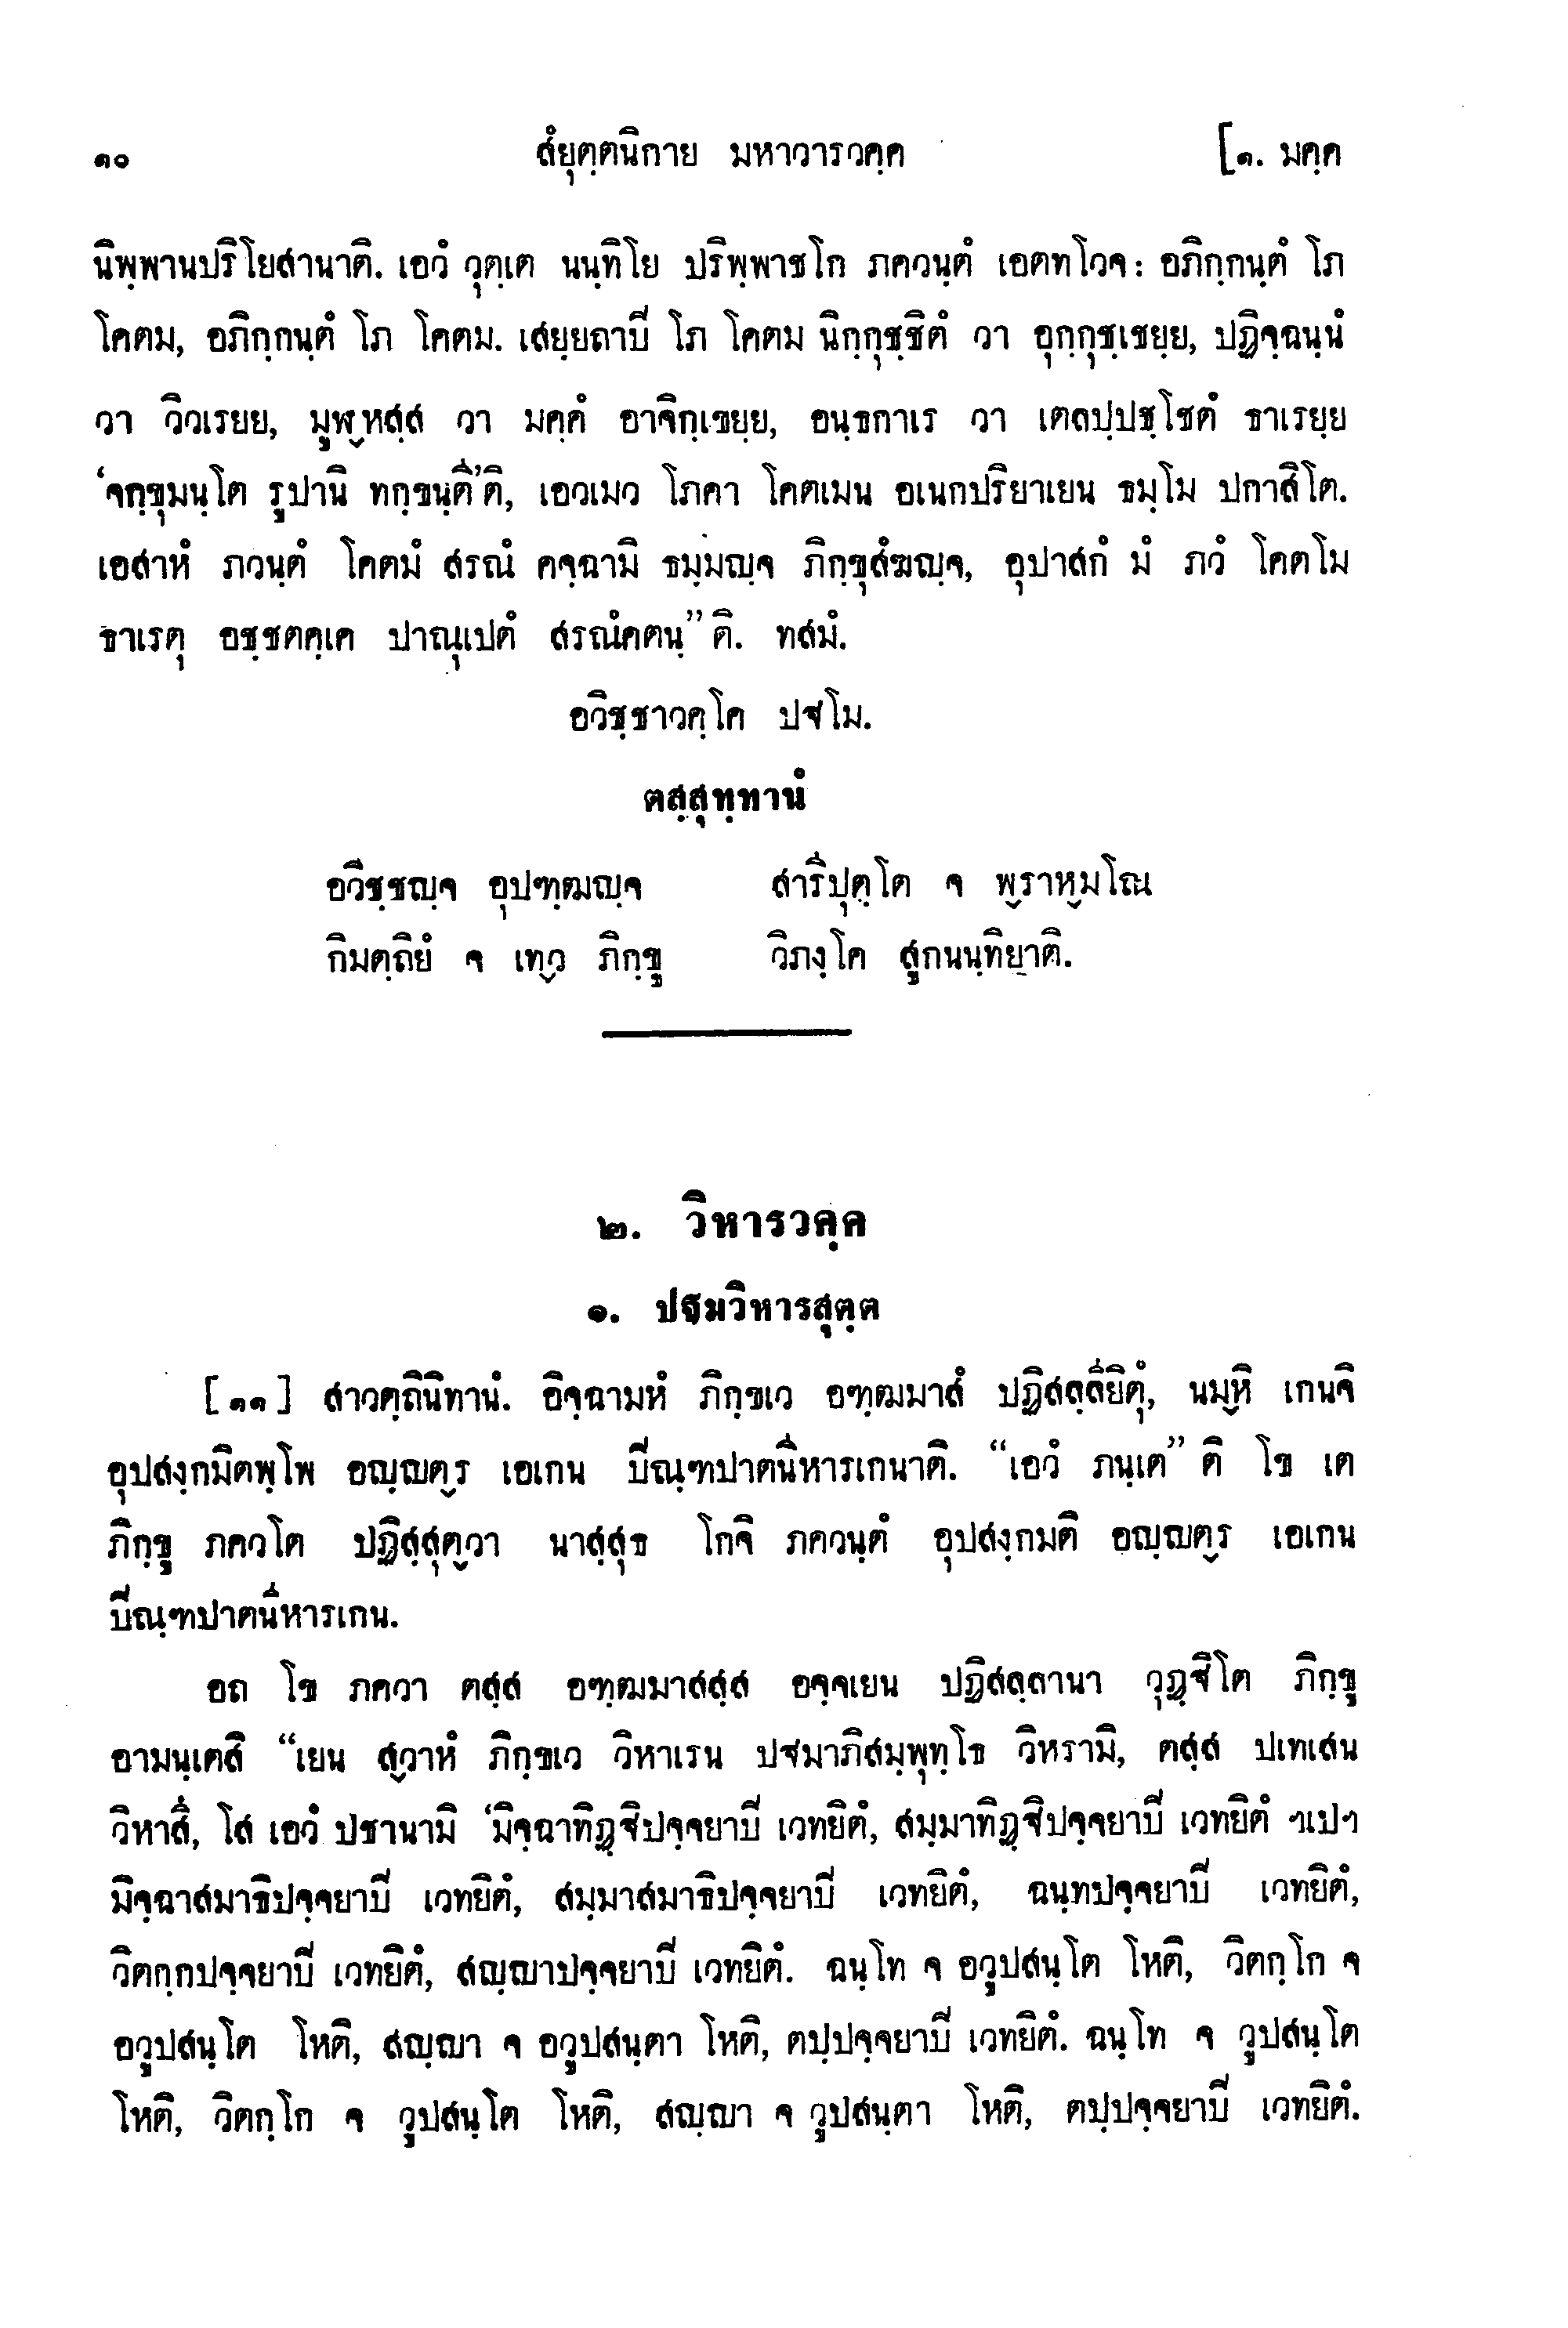 ๑๐ สํยุตฺตนิกาย มหาวารวคฺค [๑. มคฺค
นิพฺพานปริโยสานาติ. เอวํ วุตฺเต นนฺทิโย ปริพฺพาชโก ภควนฺตํ เอตทโวจ: อภิกฺกนฺตํ โภ
โคตม, อภิกฺกนฺตํ โภ โคตม. เสยฺยถาปิ โภ โคตม นิกฺกุชฺชิตํ วา อุกฺกุชฺเชยฺย, ปฏิจฺฉนฺนํ
วา วิวเรยฺย, มูฬฺหสฺส วา มคฺคํ อาจิกฺเขยฺย, อนฺธกาเร วา เตลปฺปชฺโชตํ ธาเรยฺย
‘จกฺขุมนฺโต รูปานิ ทกฺขนฺตี’ติ, เอวเมว โภตา โคตเมน อเนกปริยาเยน ธมฺโม ปกาสิโต.
เอสาหํ ภวนฺตํ โคตมํ สรณํ คจฺฉามิ ธมฺมญฺจ ภิกฺขุสํฆญฺจ, อุปาสกํ มํ ภวํ โคตโม
ธาเรตุ อชฺชตคฺเค ปาณุเปตํ สรณํคตนฺ” ติ. ทสมํ.
อวิชฺชาวคฺโค ปฐโม.
ตสฺสุทฺทานํ
อวิชฺชญฺจ อุปฑฺฒญฺจ สาริปุตฺโต จ พฺราหฺมโณ
กิมตฺถิยํ จ เทฺว ภิกฺขู วิภงฺโค สูกนนฺทิยาติ.
๒. วิหารวคฺค
๑. ปฐมวิหารสุตฺต
[๑๑] สาวตฺถินิทานํ. อิจฺฉามหํ ภิกฺขเว อฑฺฒมาสํ ปฏิสลฺลียิตุํ, นมฺหิ เกนจิ
อุปสงฺกมิตพฺโพ อญฺญตฺร เอเกน ปิณฺฑปาตนีหารเกนาติ. “เอวํ ภนฺเต” ติ โข เต
ภิกฺขู ภควโต ปฏิสฺสุตฺวา นาสฺสุธ โกจิ ภควนฺตํ อุปสงฺกมติ อญฺญตฺร เอเกน
ปิณฺฑปาตนีหารเกน.
อถ โข ภควา ตสฺส อฑฺฒมาสสฺส อจฺจเยน ปฏิสลฺลานา วุฏฺฐิโต ภิกฺขู
อามนฺเตสิ “เยน สฺวาหํ ภิกฺขเว วิหาเรน ปฐมาภิสมฺพุทฺโธ วิหรามิ, ตสฺส ปเทเสน
วิหาสึ, โส เอวํ ปชานามิ ‘มิจฺฉาทิฏฺฐิปจฺจยาปิ เวทยิตํ, สมฺมาทิฏฺฐิปจฺจยาปิ เวทยิตํ ฯเปฯ
มิจฺฉาสมาธิปจฺจยาปิ เวทยิตํ, สมฺมาสมาธิปจฺจยาปิ เวทยิตํ, ฉนฺทปจฺจยาปิ เวทยิตํ,
วิตกฺกปจฺจยาปิ เวทยิตํ, สญฺญาปจฺจยาปิ เวทยิตํ. ฉนฺโท จ อวูปสนฺโต โหติ, วิตกฺโก จ
อวูปสนฺโต โหติ, สญฺญา จ อวูปสนฺตา โหติ, ตปฺปจฺจยาปิ เวทยิตํ. ฉนฺโท จ วูปสนฺโต
โหติ, วิตกฺโก จ วูปสนฺโต โหติ, สญฺญา จ วูปสนฺตา โหติ, ตปฺปจฺจยาปิ เวทยิตํ.